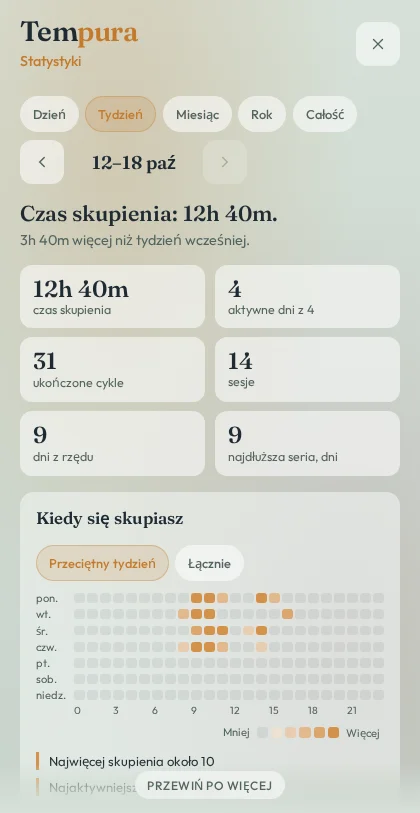 Tempura
Statystyki
Dzień Tydzień Miesiąc Rok Całość
12–18 paź
Czas skupienia: 12h 40m.
3h 40m więcej niż tydzień wcześniej.
12h 40m
czas skupienia
4
aktywne dni z 4
31
ukończone cykle
14
sesje
9
dni z rzędu
9
najdłuższa seria, dni
Kiedy się skupiasz
Przeciętny tydzień Łącznie
pon.
wt.
śr.
czw.
pt.
sob.
niedz.
0 3 6 9 12 15 18 21
Mniej Więcej
Najwięcej skupienia około 10
PRZEWIŃ PO WIĘCEJ